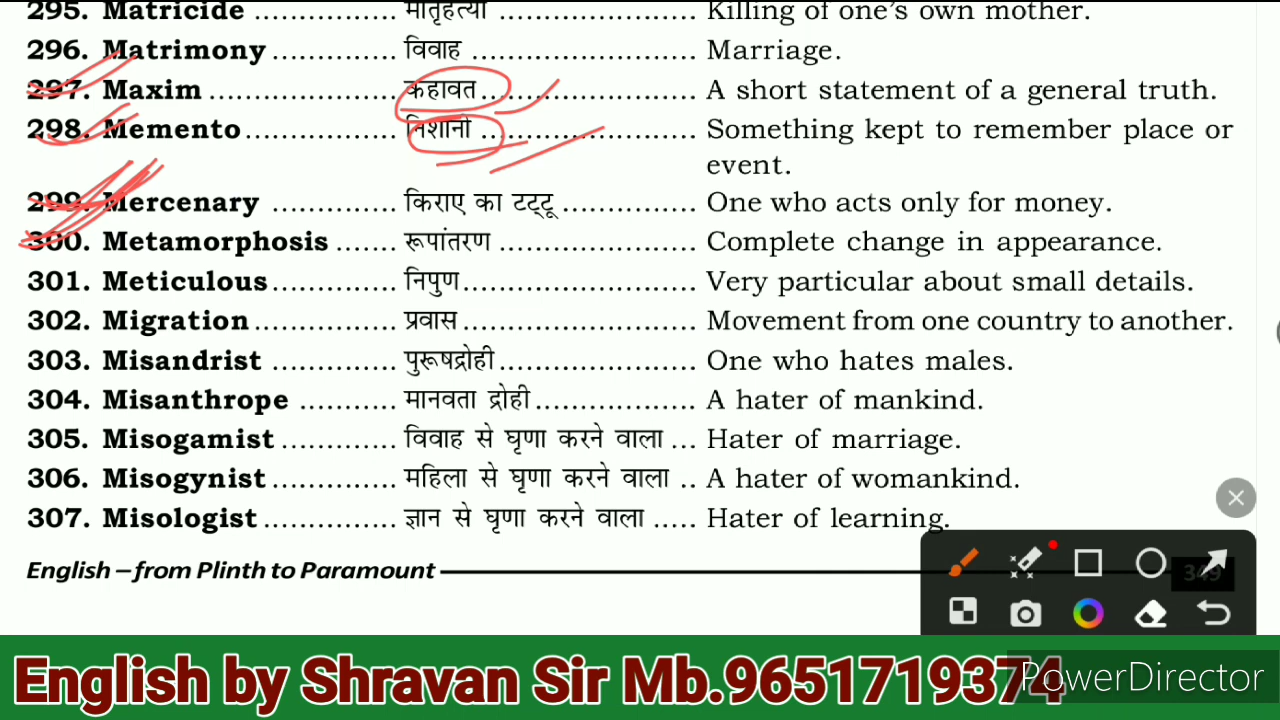 295. Matricide ............... मातृहत्या ..................... Killing of one's own mother.
296. Matrimony ............. विवाह ........................ Marriage.
297. Maxim ................... कहावत........................ A short statement of a general truth.
298. Memento............... निशानी ....................... Something kept to remember place or
event.
299. Mercenary ............. किराए का टट्टू............... One who acts only for money.
300. Metamorphosis ....... रूपांतरण ..................... Complete change in appearance.
301. Meticulous............. निपुण......................... Very particular about small details.
302. Migration............... प्रवास......................... Movement from one country to another.
303. Misandrist ............. पुरूषद्रोही..................... One who hates males.
304. Misanthrope .......... मानवता द्रोही................. A hater of mankind.
305. Misogamist ............ विवाह से घृणा करने वाला ... Hater of marriage.
306. Misogynist............. महिला से घृणा करने वाला .. A hater of womankind.
307. Misologist .............. ज्ञान से घृणा करने वाला ..... Hater of learning.
English – from Plinth to Paramount 349
English by Shravan Sir Mb.9651719374
PowerDirector